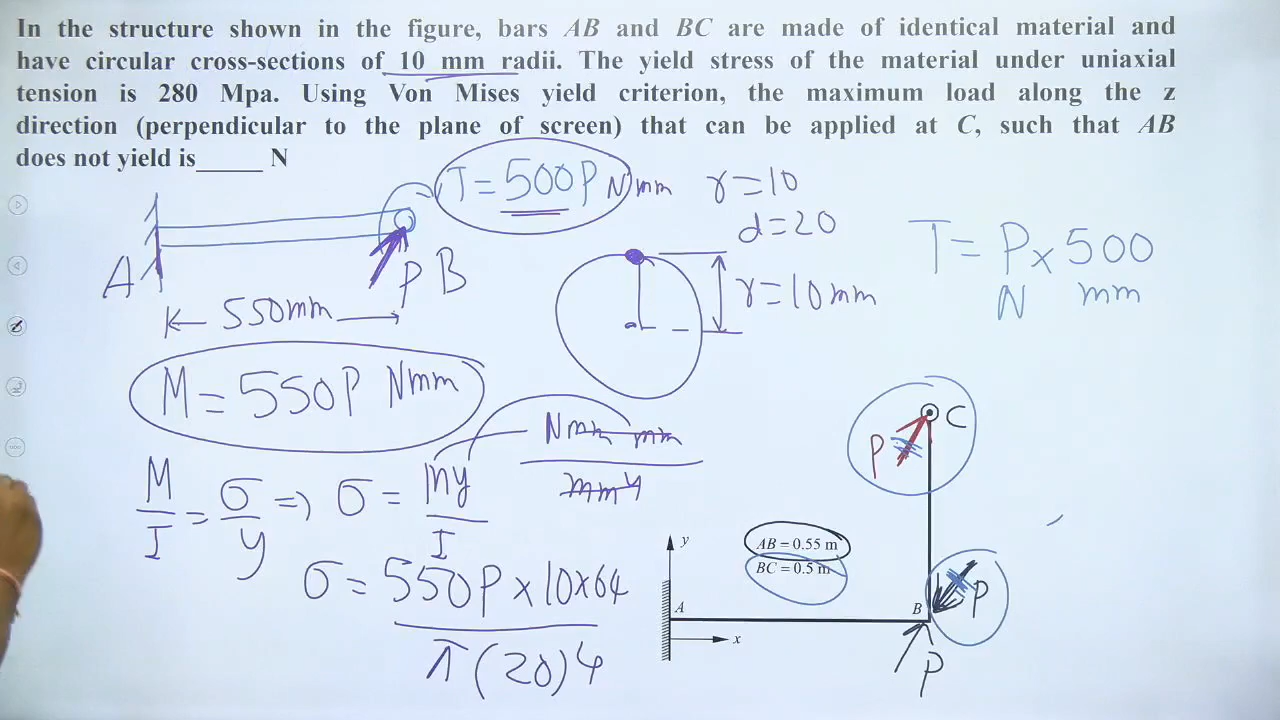 In the structure shown in the figure, bars AB and BC are made of identical material and
have circular cross-sections of 10 mm radii. The yield stress of the material under uniaxial
tension is 280 Mpa. Using Von Mises yield criterion, the maximum load along the z
direction (perpendicular to the plane of screen) that can be applied at C, such that AB
does not yield is_____ N
T = 500P Nmm
r = 10
d = 20
T = P × 500
N mm
A
P B
550mm
r = 10mm
M = 550P Nmm
M/I = σ/y => σ = My/I
Nmm mm
mm4
σ = 550P × 10 × 64
π (20)4
C
P
y
AB = 0.55 m
BC = 0.5 m
A
B
P
x
P